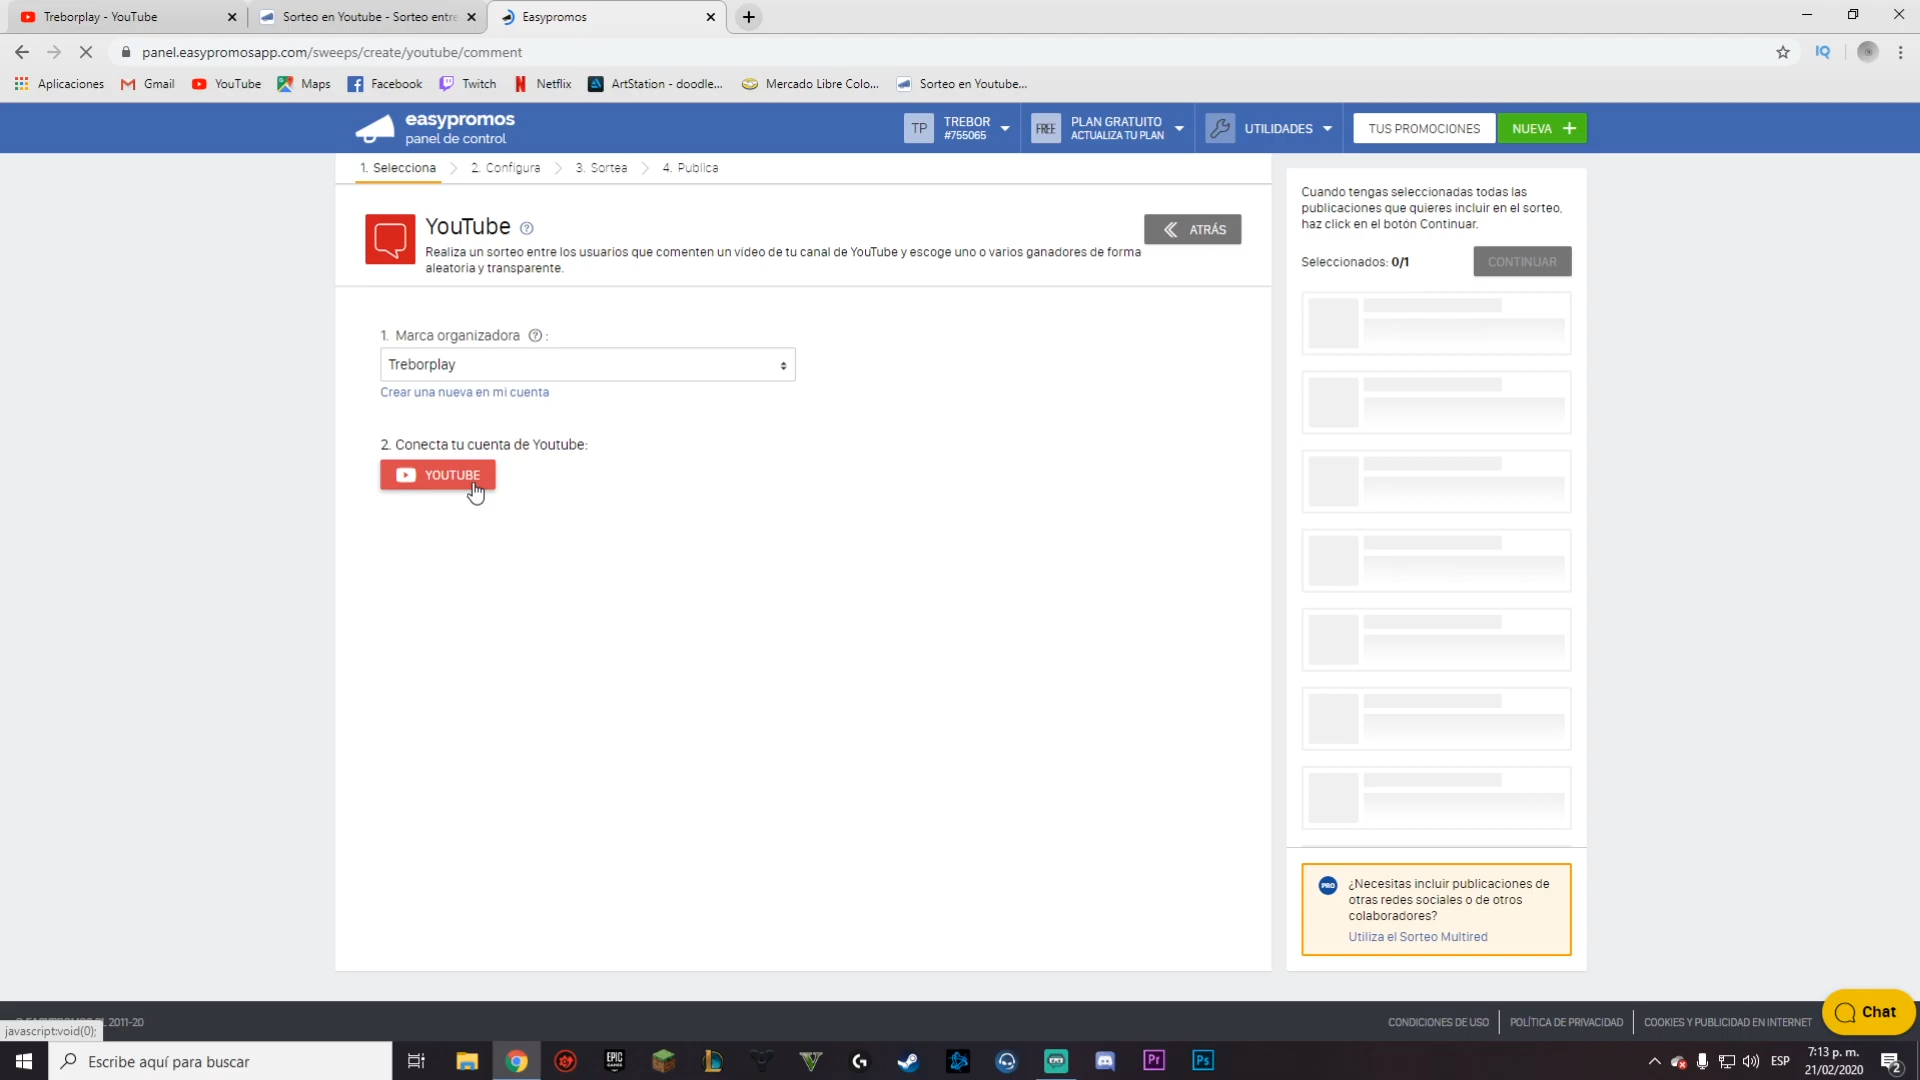 Treborplay - YouTube
Sorteo en Youtube - Sorteo entre
Easypromos
panel.easypromosapp.com/sweeps/create/youtube/comment
Aplicaciones
Gmail
YouTube
Maps
Facebook
Twitch
Netflix
ArtStation - doodle...
Mercado Libre Colo...
Sorteo en Youtube...
easypromos
panel de control
TP
TREBOR
#755065
FREE
PLAN GRATUITO
ACTUALIZA TU PLAN
UTILIDADES
TUS PROMOCIONES
NUEVA +
1. Selecciona
2. Configura
3. Sortea
4. Publica
YouTube ?
Realiza un sorteo entre los usuarios que comenten un vídeo de tu canal de YouTube y escoge uno o varios ganadores de forma
aleatoria y transparente.
ATRÁS
1. Marca organizadora ? :
Treborplay
Crear una nueva en mi cuenta
2. Conecta tu cuenta de Youtube:
YOUTUBE
Cuando tengas seleccionadas todas las
publicaciones que quieres incluir en el sorteo,
haz click en el botón Continuar.
Seleccionados: 0/1
CONTINUAR
PRO
¿Necesitas incluir publicaciones de
otras redes sociales o de otros
colaboradores?
Utiliza el Sorteo Multired
2011-20
javascript:void(0);
CONDICIONES DE USO
POLÍTICA DE PRIVACIDAD
COOKIES Y PUBLICIDAD EN INTERNET
Chat
Escribe aquí para buscar
EPIC
GAMES
Pr
Ps
ESP
7:13 p. m.
21/02/2020
2